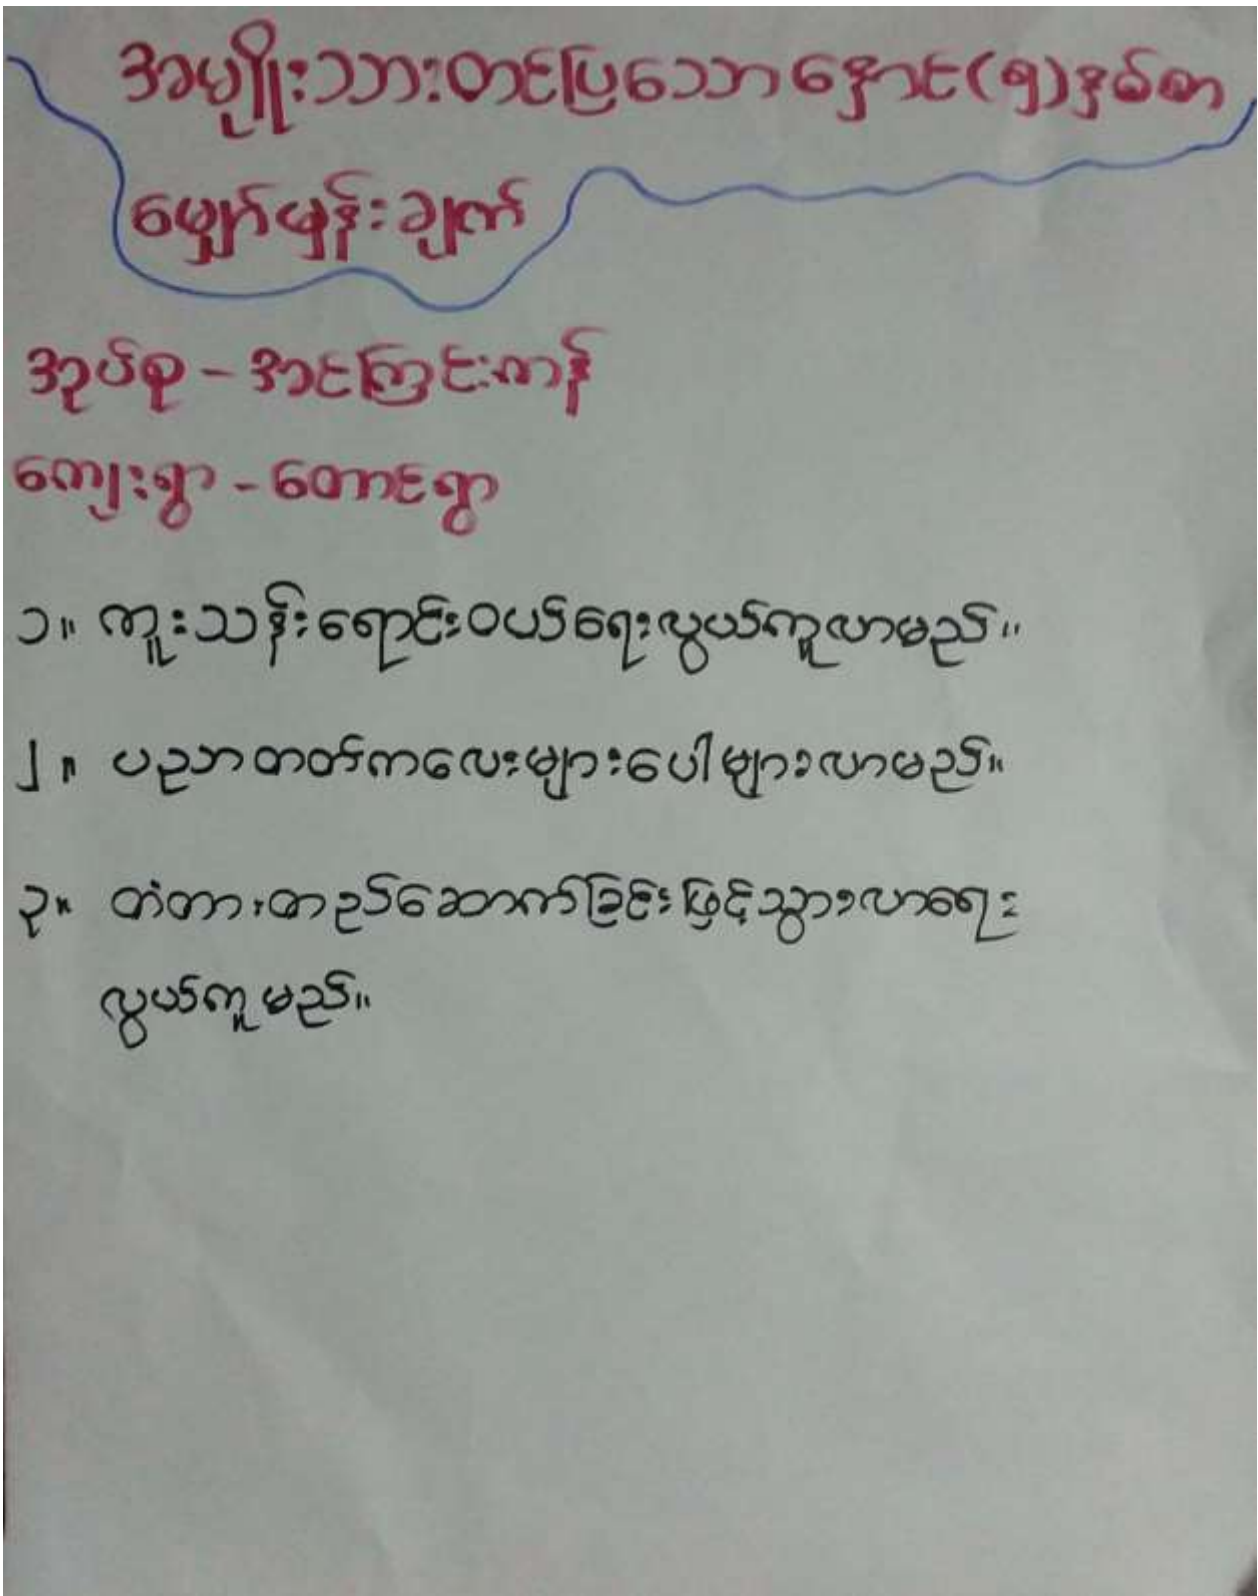 အမျိုးသားတင်ပြသောနှောင်(၅)နှစ်စာ
မျှော်မှန်းချက်
အုပ်စု - အင်ကြင်းကန်
ကျေးရွာ - တောင်ရွာ
၁။ ကူးသန်းရောင်းဝယ်ရေးလွယ်ကူလာမည်။
၂။ ပညာတတ်ကလေးများပေါများလာမည်။
၃။ တံတားတည်ဆောက်ခြင်းဖြင့်သွားလာရေး
လွယ်ကူမည်။